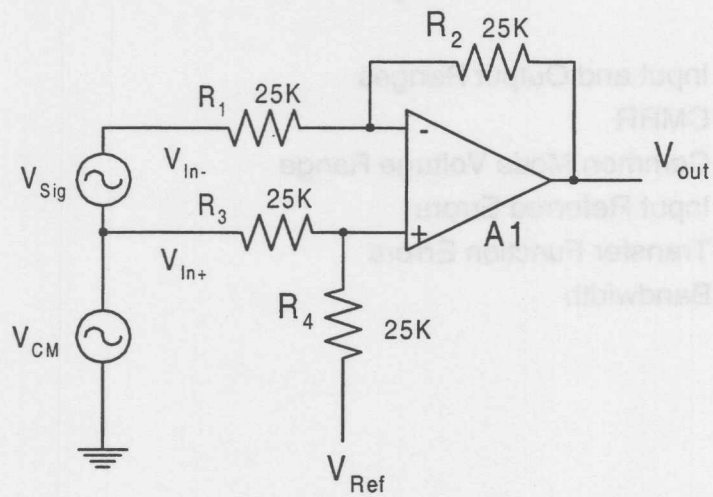 R2 25K
R1 25K
VIn-
VSig
-
Vout
R3 25K
+
A1
VIn+
R4 25K
VCM
VRef
Input and Output Ranges
CMRR
Common Mode Voltage Range
Input Referred Errors
Transfer Function Errors
Bandwidth